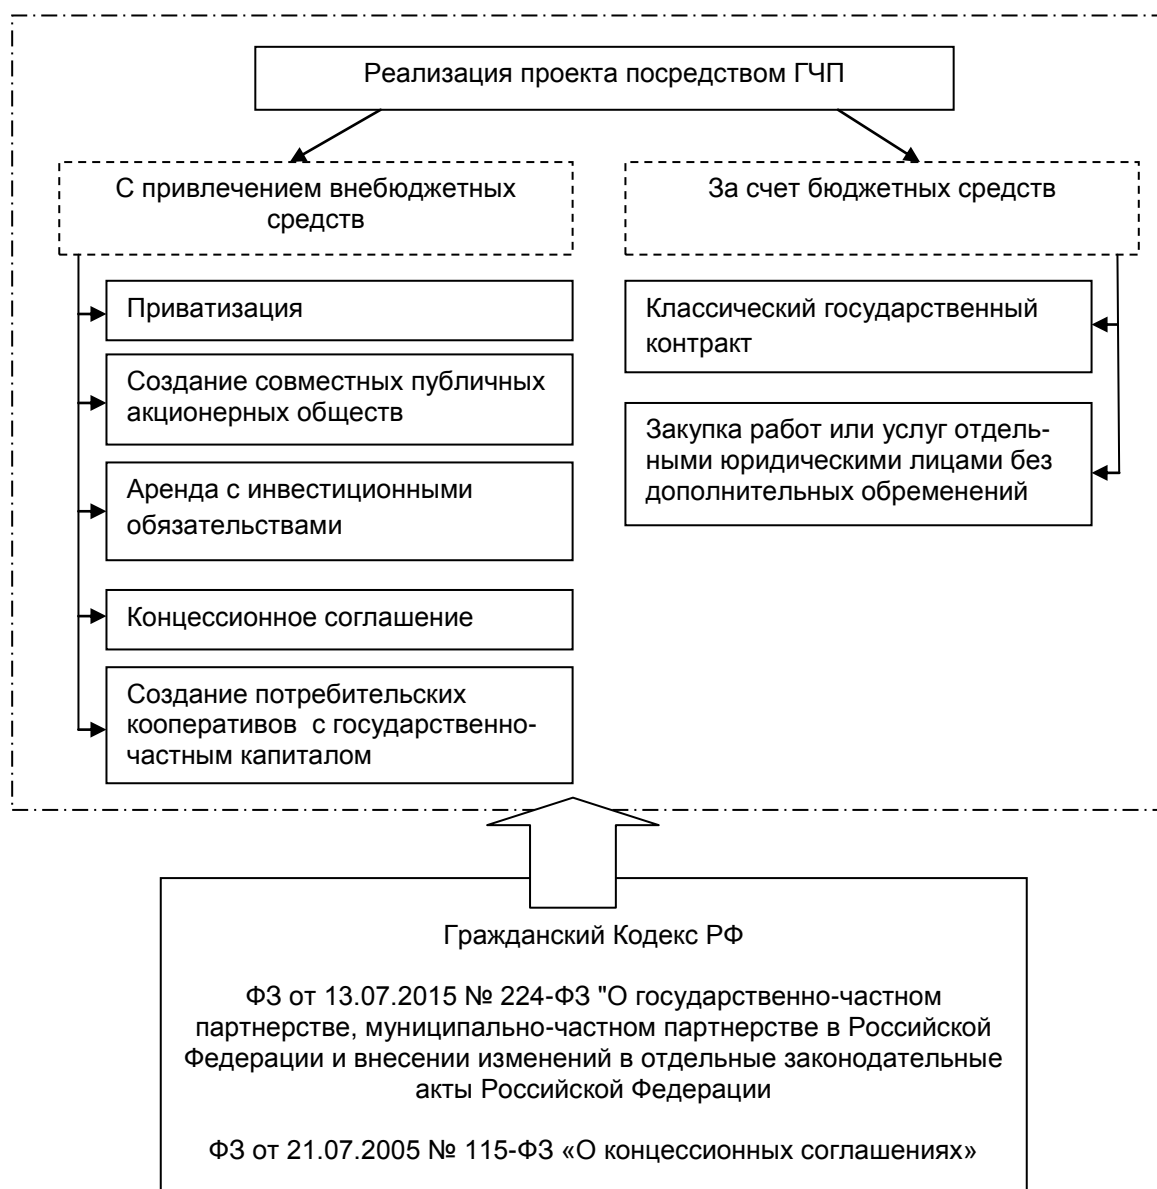 Реализация проекта посредством ГЧП
С привлечением внебюджетных
средств
За счет бюджетных средств
Приватизация
Создание совместных публичных
акционерных обществ
Аренда с инвестиционными
обязательствами
Концессионное соглашение
Создание потребительских
кооперативов с государственно-
частным капиталом
Классический государственный
контракт
Закупка работ или услуг отдель-
ными юридическими лицами без
дополнительных обременений
Гражданский Кодекс РФ
ФЗ от 13.07.2015 № 224-ФЗ "О государственно-частном
партнерстве, муниципально-частном партнерстве в Российской
Федерации и внесении изменений в отдельные законодательные
акты Российской Федерации
ФЗ от 21.07.2005 № 115-ФЗ «О концессионных соглашениях»